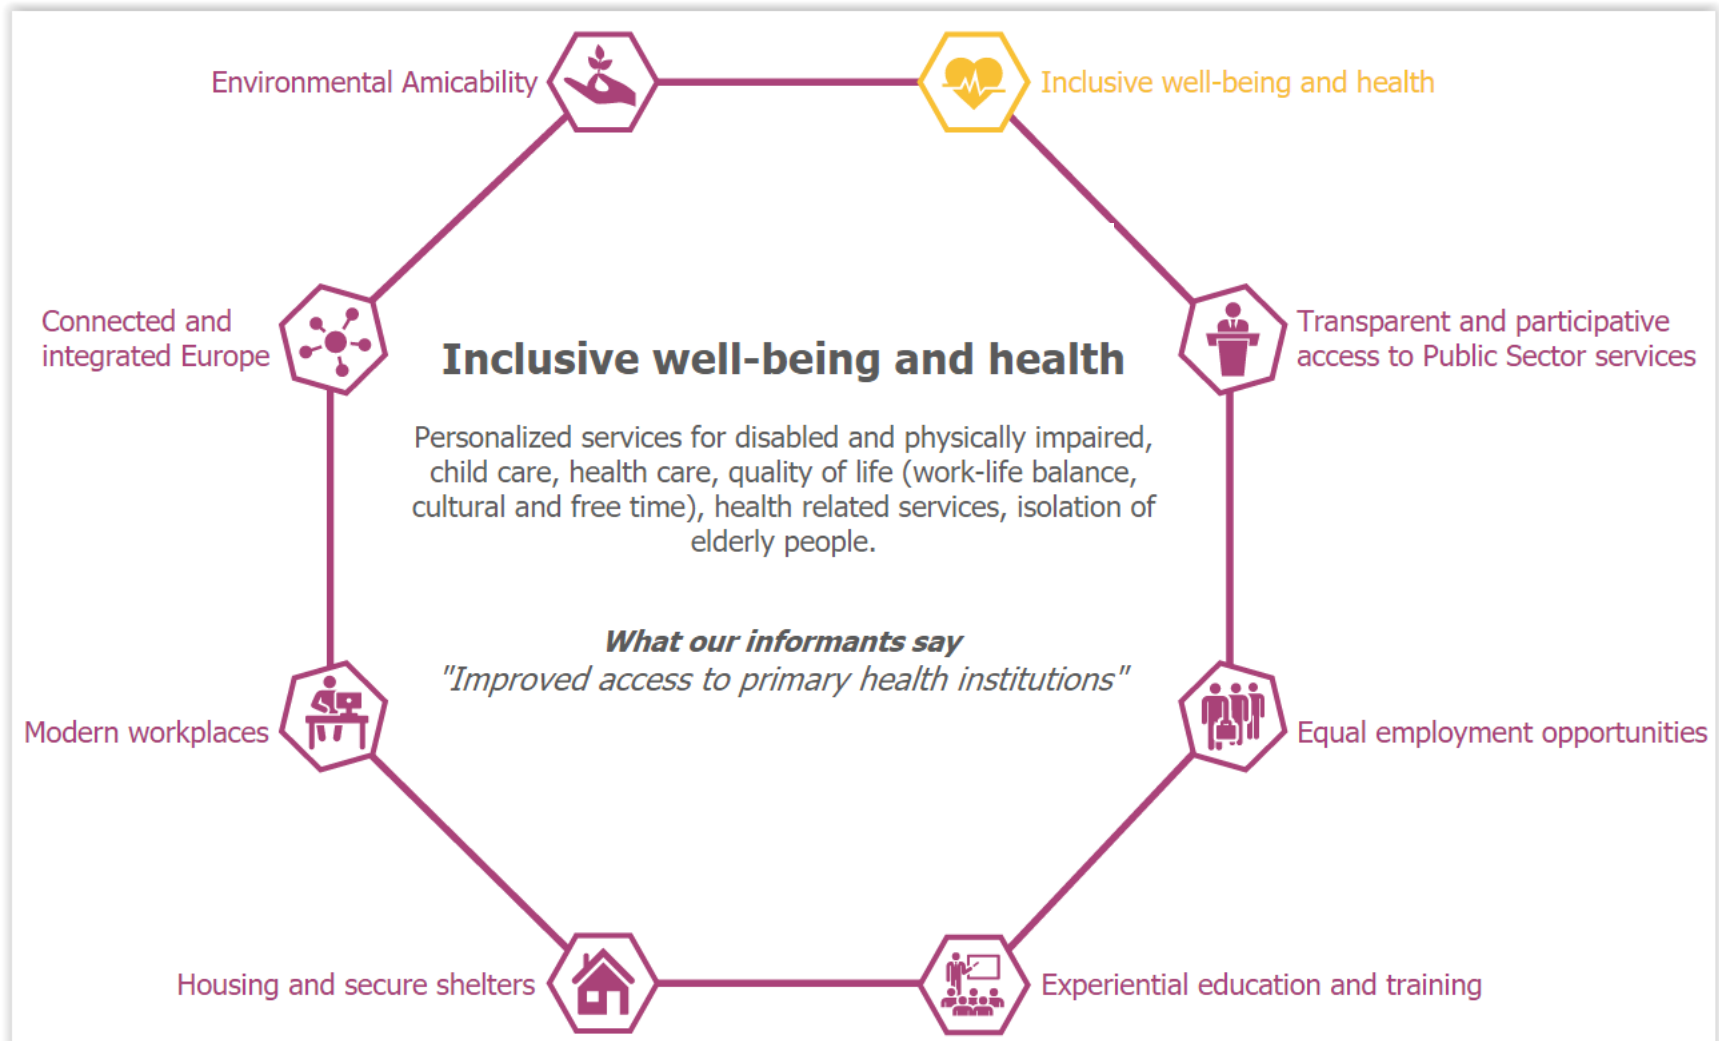 Environmental Amicability
Inclusive well-being and health
Connected and
integrated Europe
Transparent and participative
access to Public Sector services
Inclusive well-being and health
Personalized services for disabled and physically impaired,
child care, health care, quality of life (work-life balance,
cultural and free time), health related services, isolation of
elderly people.
What our informants say
"Improved access to primary health institutions"
Modern workplaces
Equal employment opportunities
Housing and secure shelters
Experiential education and training